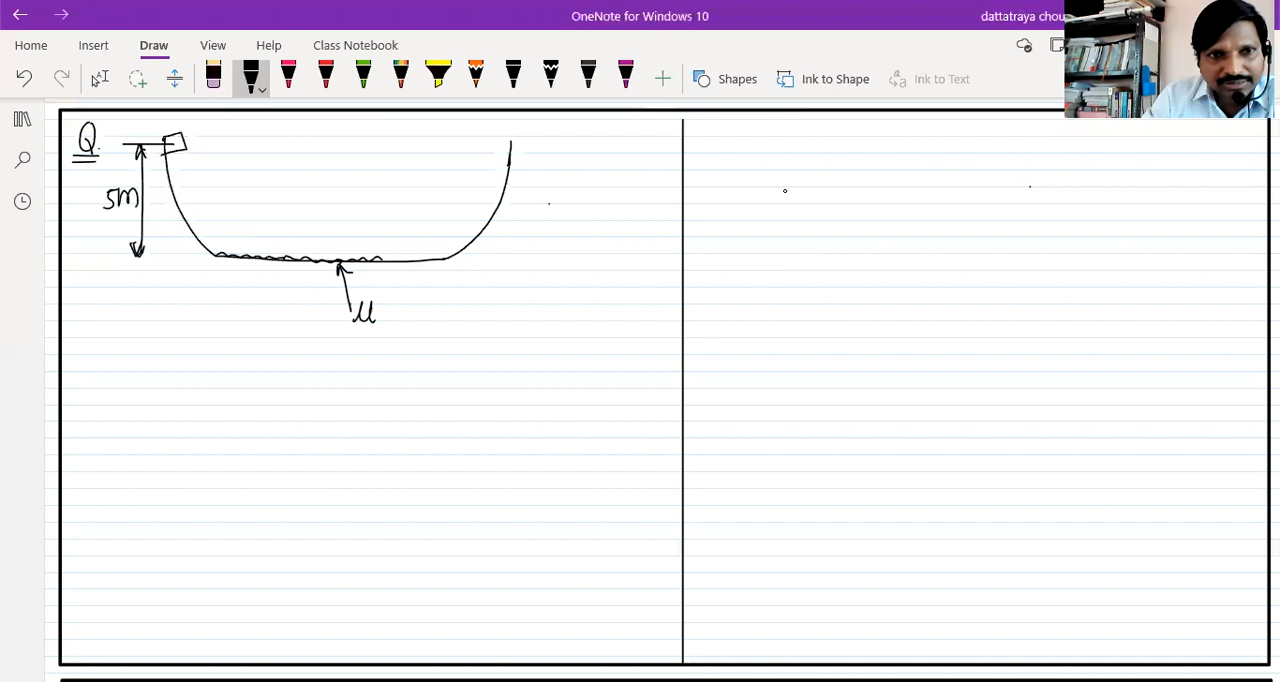 OneNote for Windows 10
dattatraya chou
Home Insert Draw View Help Class Notebook
Shapes Ink to Shape Ink to Text
Q.
5m
μ